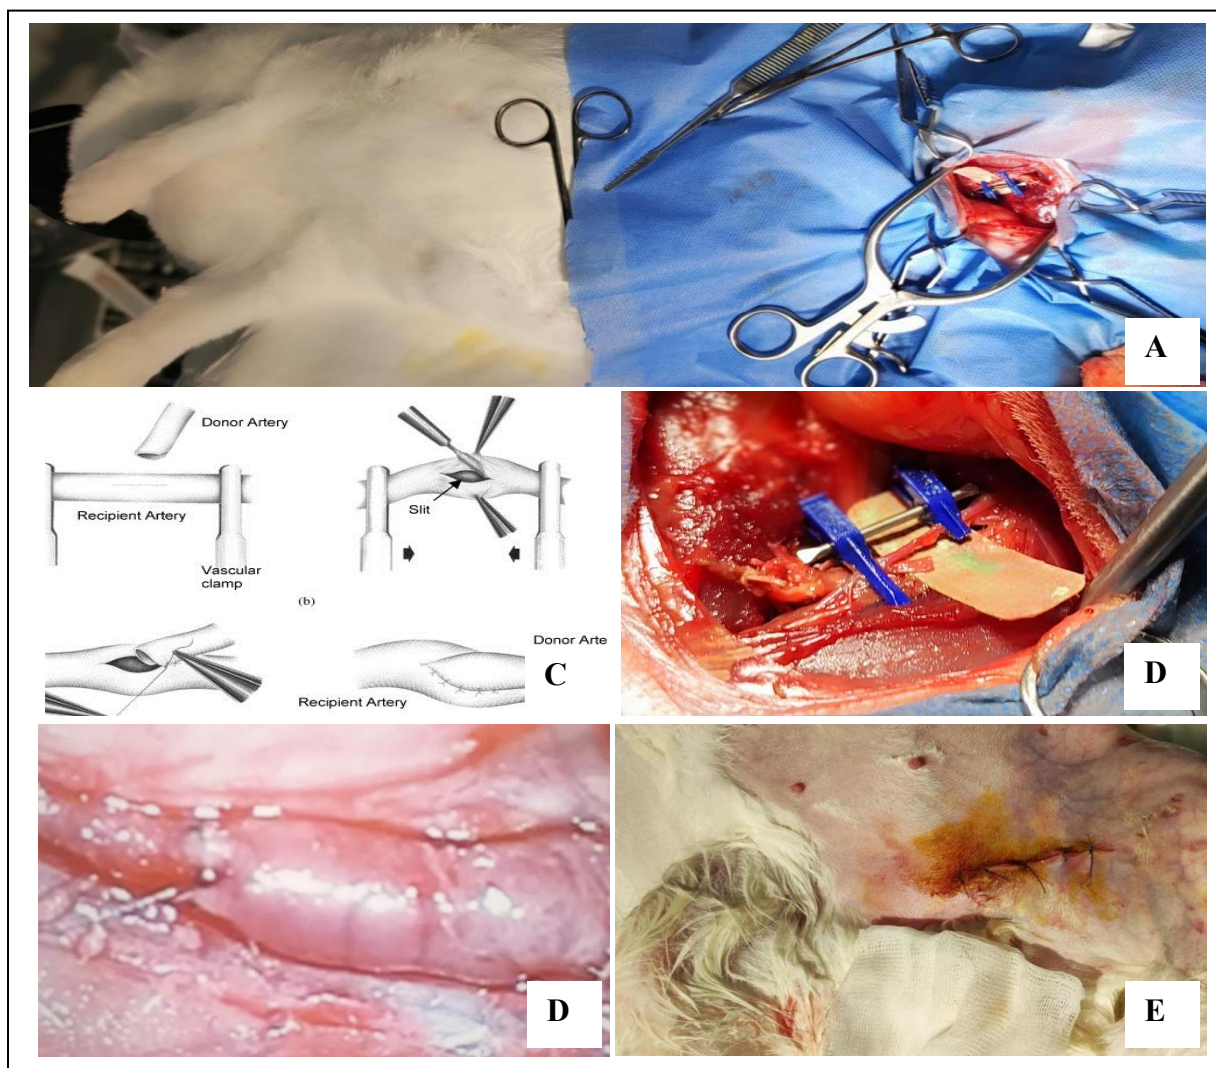 A
Donor Artery
Recipient Artery
Slit
Vascular
clamp
(b)
Donor Arte
Recipient Artery
C
D
D
E